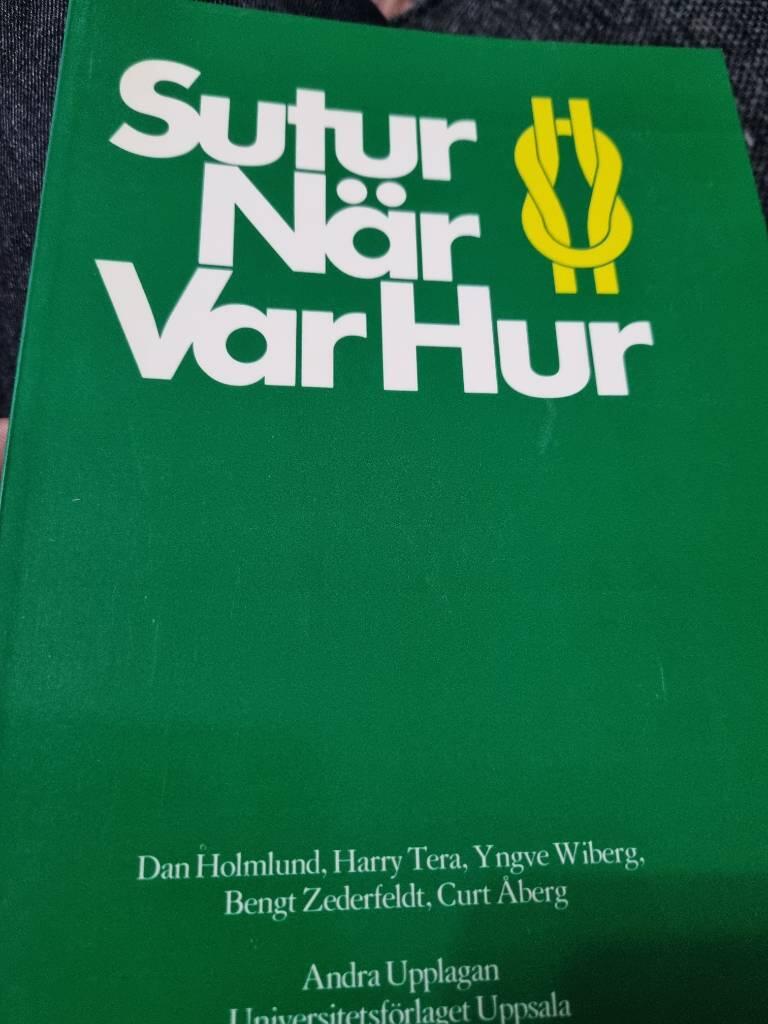 Sutur
När
Var Hur
Dan Holmlund, Harry Tera, Yngve Wiberg,
Bengt Zederfeldt, Curt Åberg
Andra Upplagan
Universitetsförlaget Uppsala